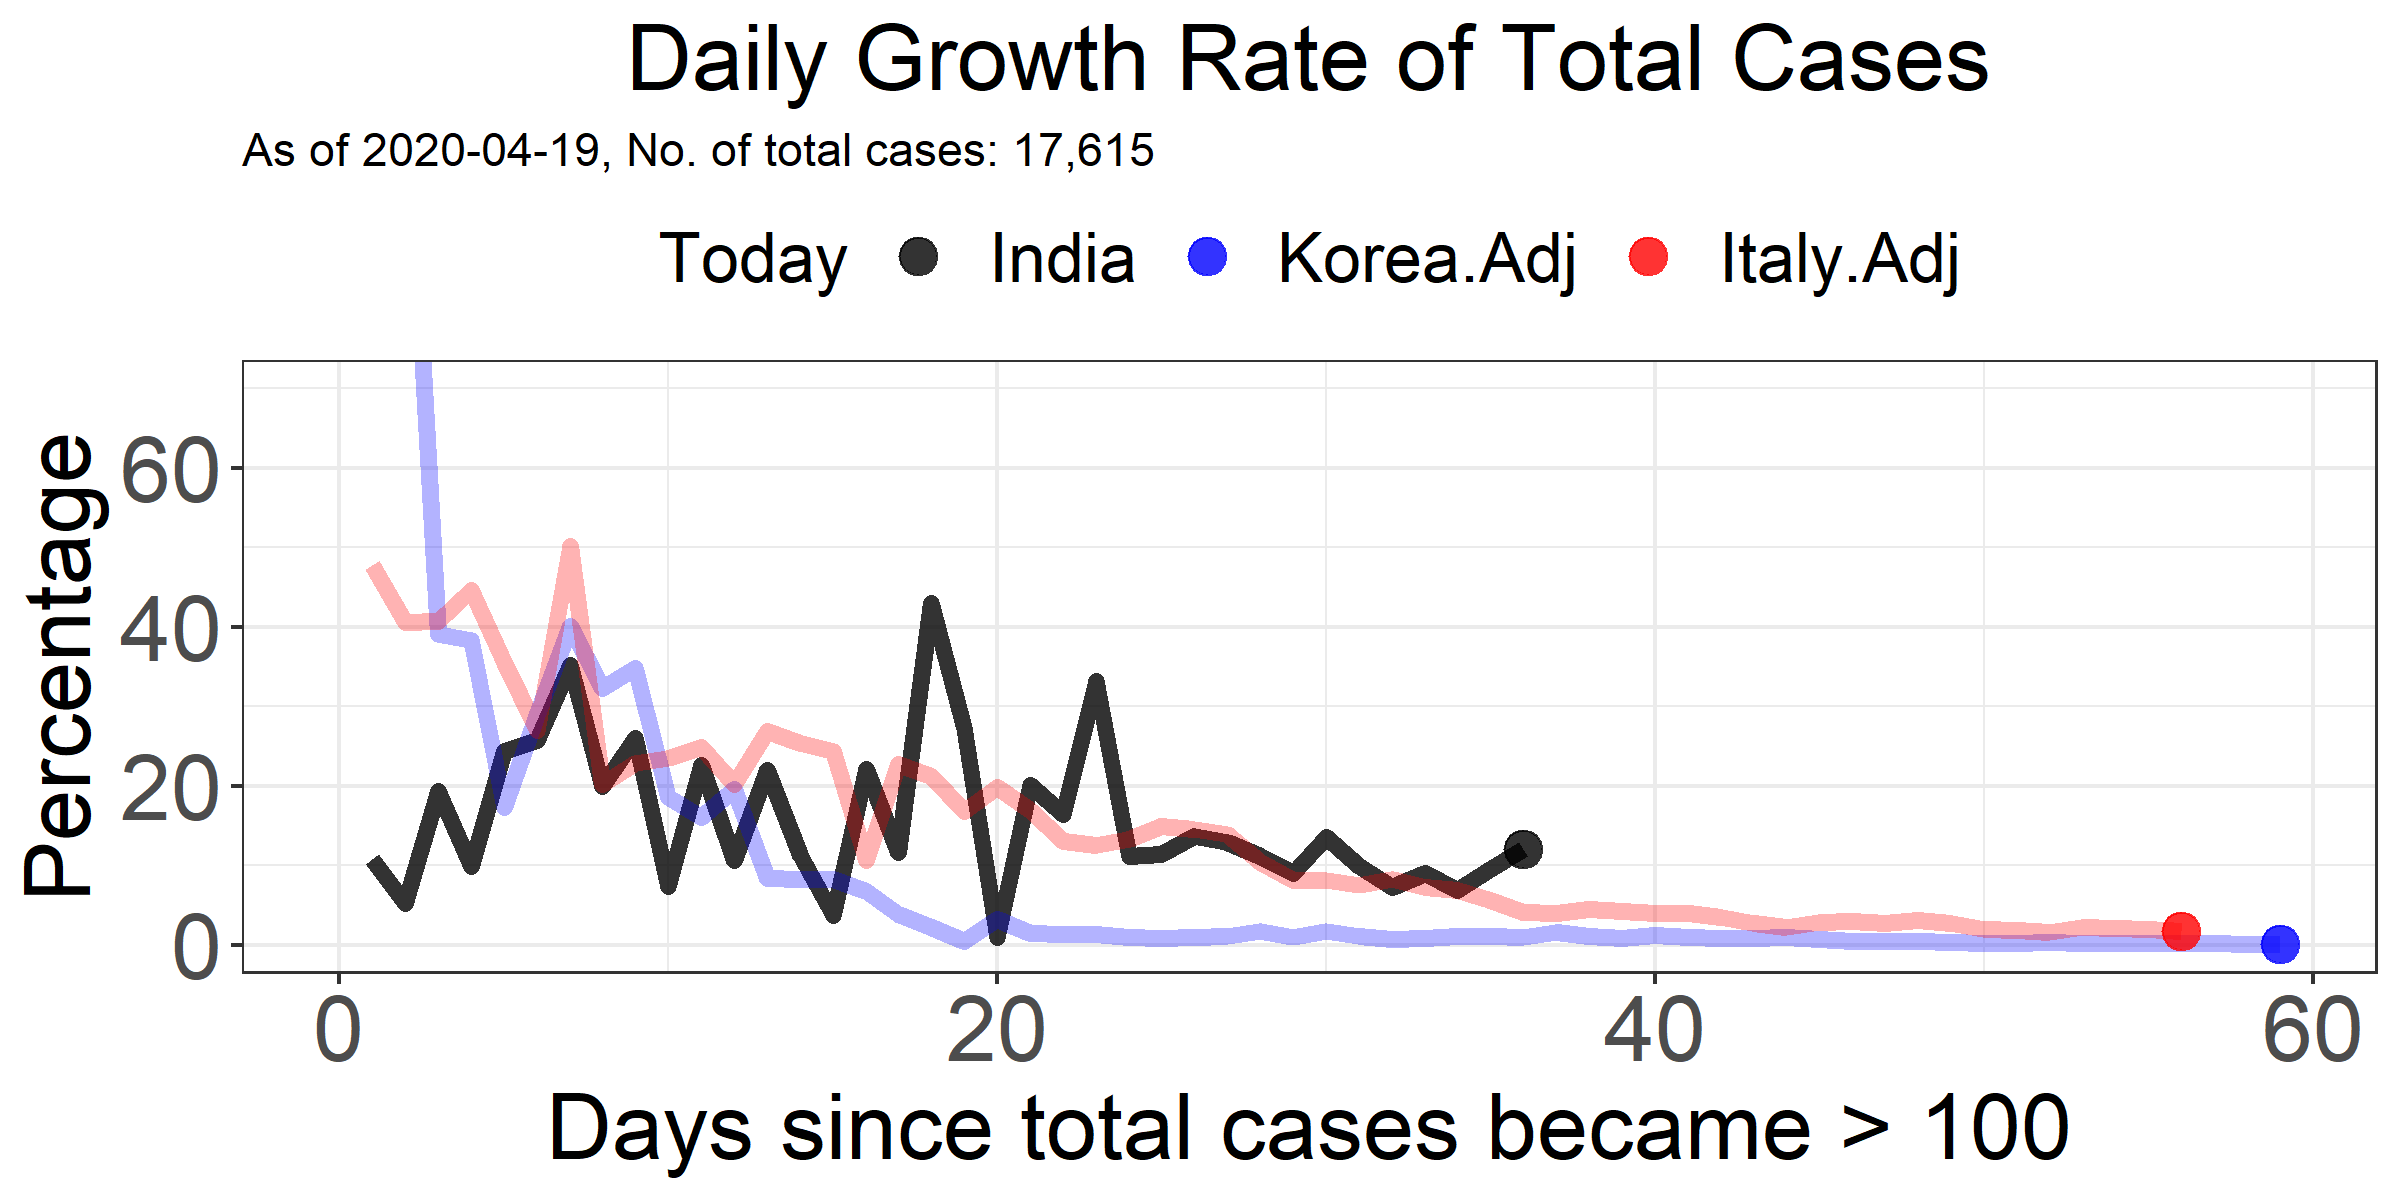 Daily Growth Rate of Total Cases
As of 2020-04-19, No. of total cases: 17,615
Today India Korea.Adj Italy.Adj
Percentage
60
40
20
0
0 20 40 60
Days since total cases became > 100